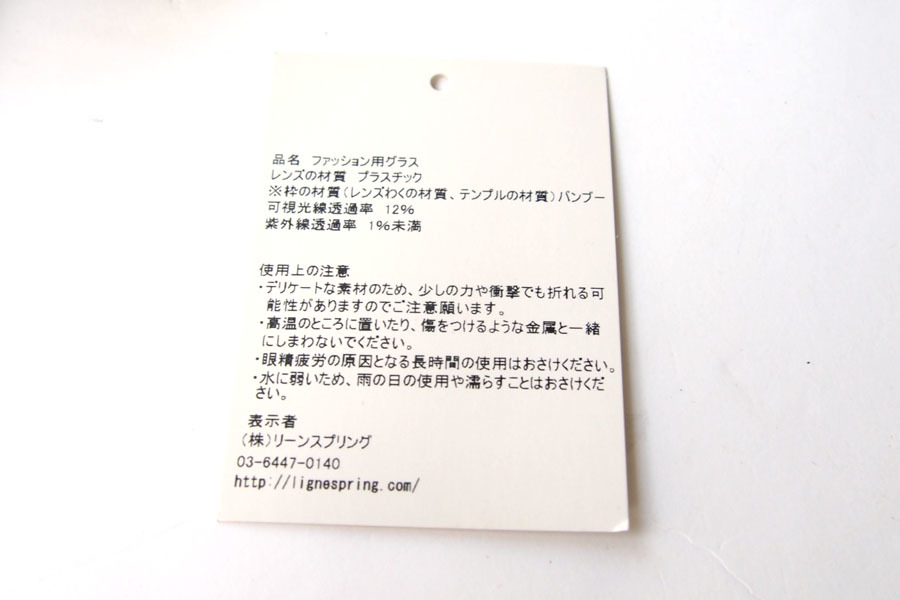 品名 ファッション用グラス
レンズの材質 プラスチック
※枠の材質(レンズわくの材質、テンプルの材質)バンブー
可視光線透過率 12%
紫外線透過率 1%未満
使用上の注意
・デリケートな素材のため、少しの力や衝撃でも折れる可
能性がありますのでご注意願います。
・高温のところに置いたり、傷をつけるような金属と一緒
にしまわないでください。
・眼精疲労の原因となる長時間の使用はおさけください。
・水に弱いため、雨の日の使用や濡らすことはおさけくだ
さい。
表示者
(株)リーンスプリング
03-6447-0140
http://lignespring.com/